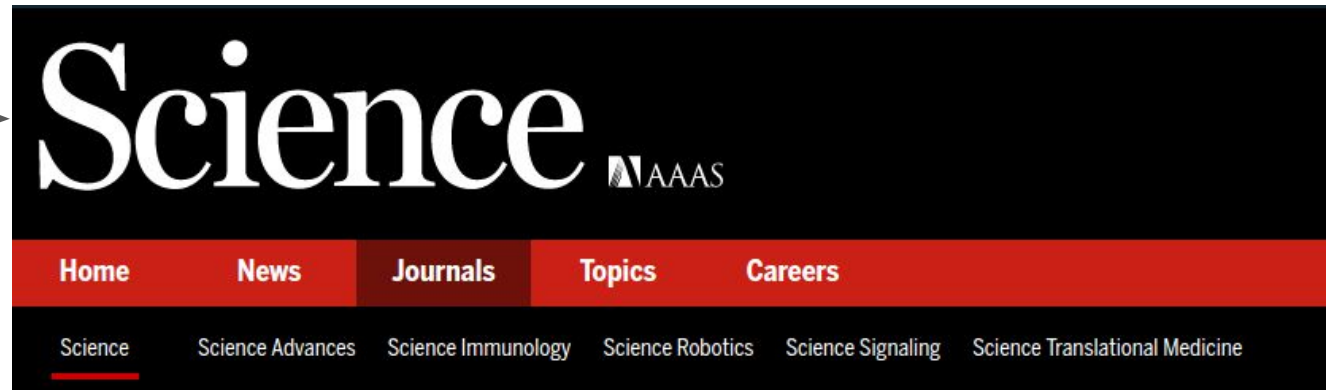 Science AAAS
Home News Journals Topics Careers
Science Science Advances Science Immunology Science Robotics Science Signaling Science Translational Medicine